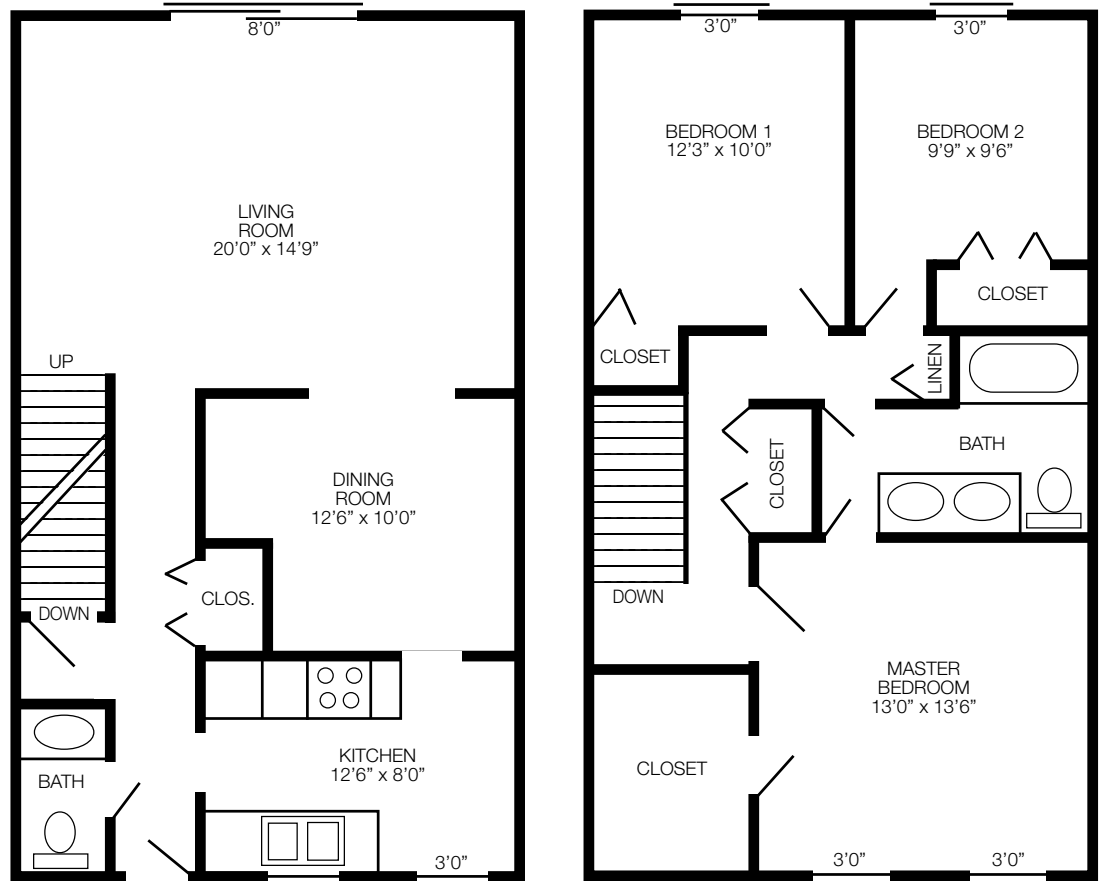 8'0”
LIVING
ROOM
20'0” x 14'9”
UP
DINING
ROOM
12'6” x 10'0”
CLOS.
DOWN
KITCHEN
12'6” x 8'0”
BATH
3'0”
3'0”
3'0”
BEDROOM 1
12'3” x 10'0”
BEDROOM 2
9'9” x 9'6”
CLOSET
CLOSET
LINEN
BATH
CLOSET
DOWN
MASTER
BEDROOM
13'0” x 13'6”
CLOSET
3'0”
3'0”